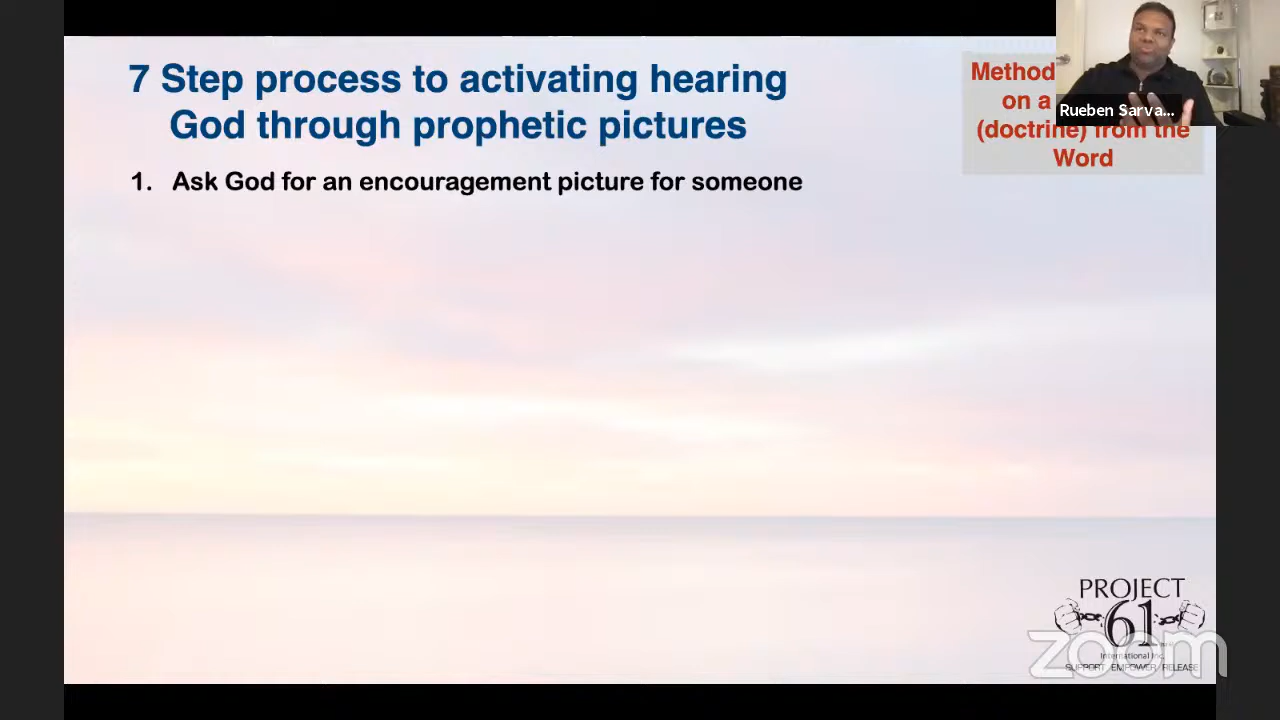 7 Step process to activating hearing
God through prophetic pictures
1. Ask God for an encouragement picture for someone
Method
on a
(doctrine) from the
Word
Rueben Sarva...
PROJECT
61
International Inc.
SUPPORT EMPOWER RELEASE
zoom